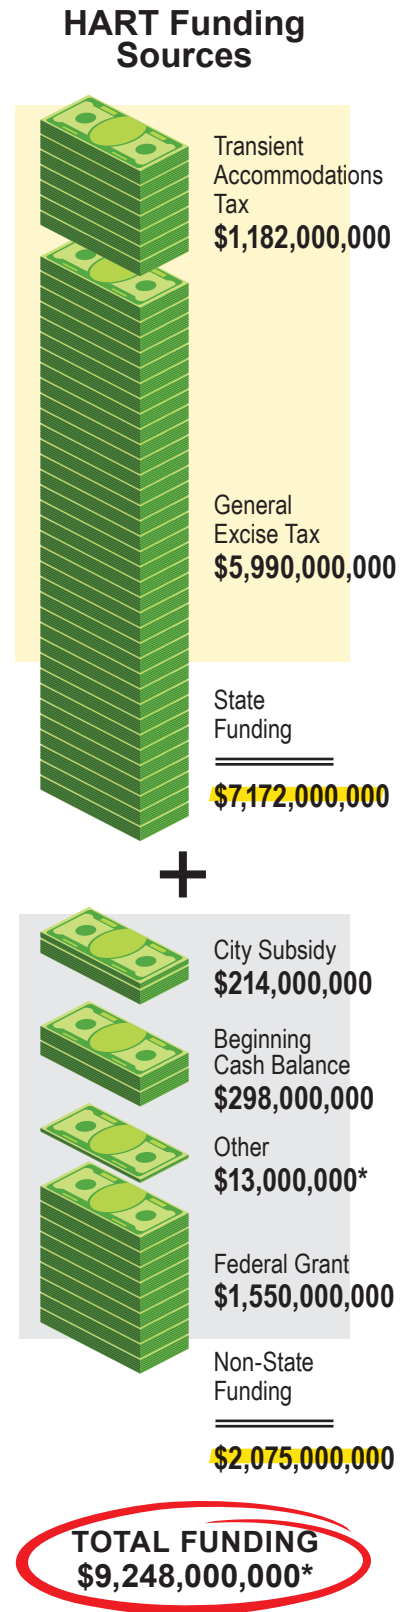 HART Funding
Sources
Transient
Accommodations
Tax
$1,182,000,000
General
Excise Tax
$5,990,000,000
State
Funding
$7,172,000,000
+
City Subsidy
$214,000,000
Beginning
Cash Balance
$298,000,000
Other
$13,000,000*
Federal Grant
$1,550,000,000
Non-State
Funding
$2,075,000,000
TOTAL FUNDING
$9,248,000,000*